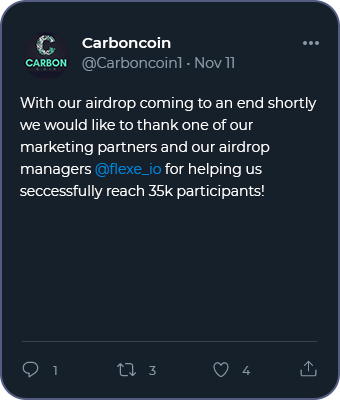 Carboncoin
@Carboncoin1 · Nov 11
CARBON
With our airdrop coming to an end shortly
we would like to thank one of our
marketing partners and our airdrop
managers @flexe_io for helping us
seccessfully reach 35k participants!
1
3
4